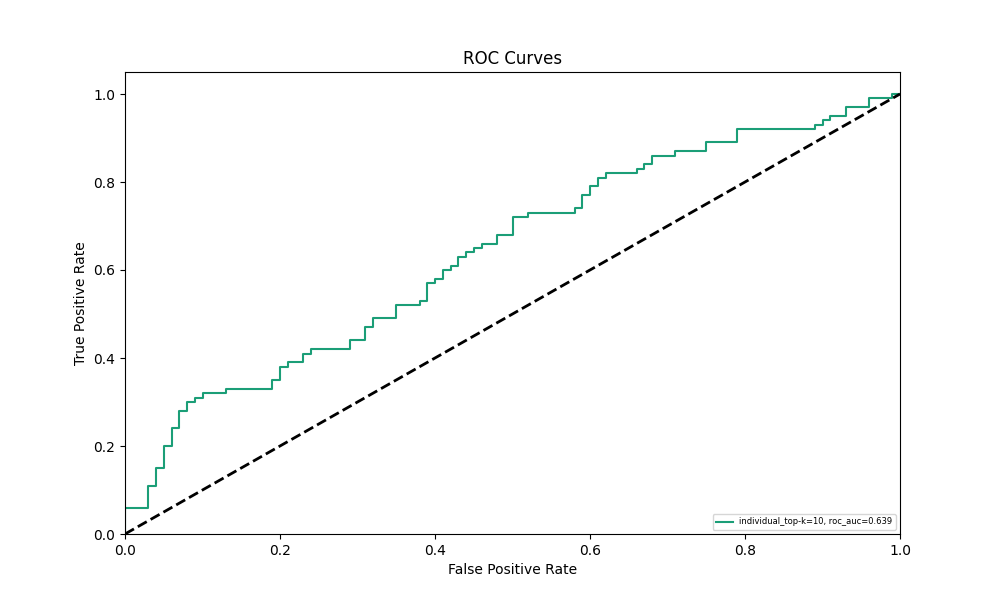 ROC Curves
True Positive Rate
1.0
0.8
0.6
0.4
0.2
0.0
0.0 0.2 0.4 0.6 0.8 1.0
False Positive Rate
individual_top-k=10, roc_auc=0.639